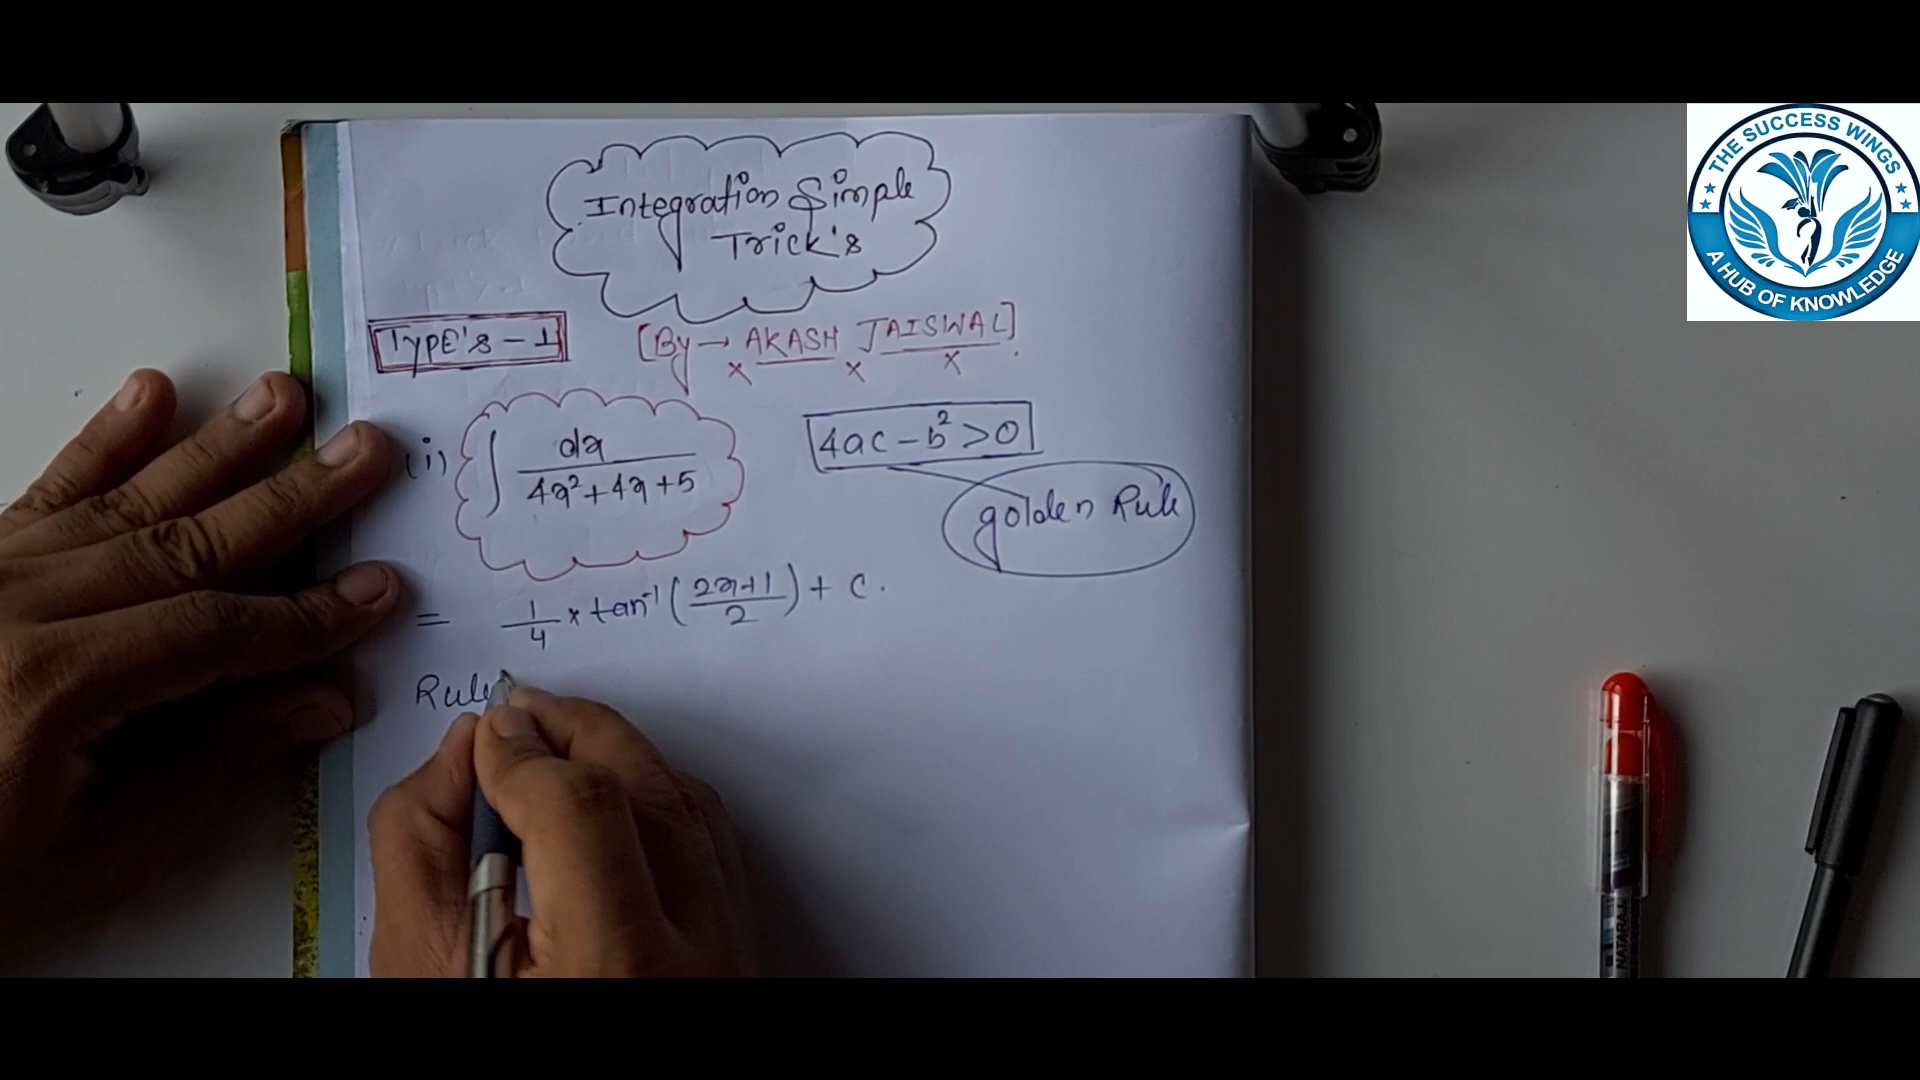 Integration Simple
Trick's
Type's - 1
[By → AKASH JAISWAL]
x x x
(i) ∫ dx / 4x²+4x+5
4ac - b² > 0
golden Rule
= 1/4 × tan⁻¹ (2x+1 / 2) + c.
Rule
THE SUCCESS WINGS
A HUB OF KNOWLEDGE
NATARAJ